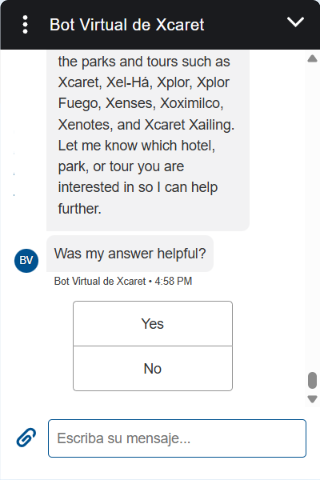 Bot Virtual de Xcaret
the parks and tours such as
Xcaret, Xel-Há, Xplor, Xplor
Fuego, Xenses, Xoximilco,
Xenotes, and Xcaret Xailing.
Let me know which hotel,
park, or tour you are
interested in so I can help
further.
Was my answer helpful?
BV
Bot Virtual de Xcaret • 4:58 PM
Yes
No
Escriba su mensaje...